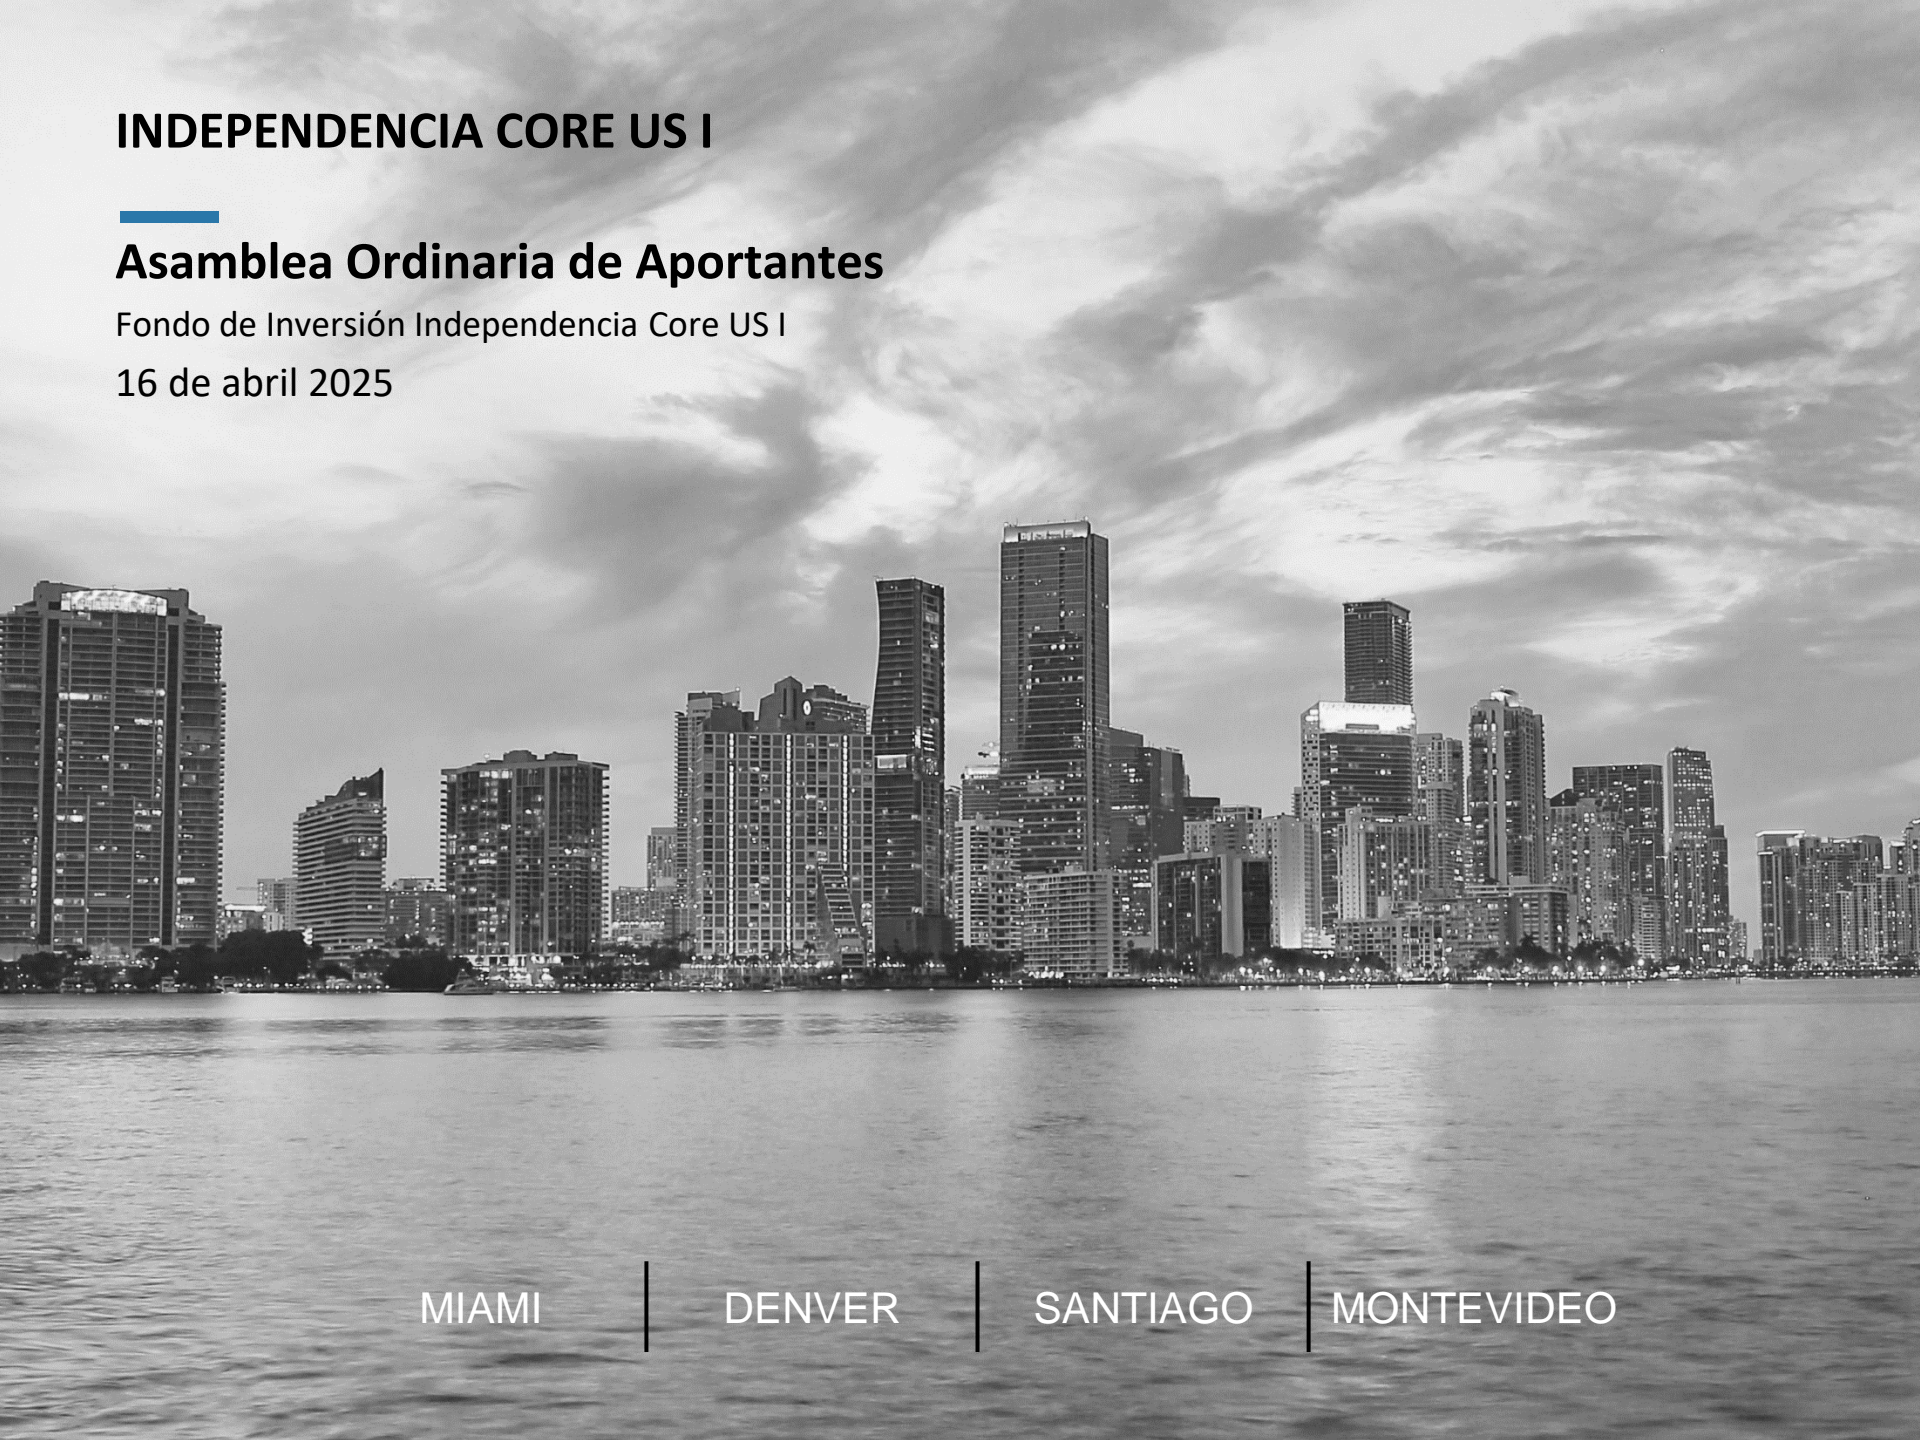 INDEPENDENCIA CORE US I
Asamblea Ordinaria de Aportantes
Fondo de Inversión Independencia Core US I
16 de abril 2025
MIAMI
DENVER
SANTIAGO
MONTEVIDEO